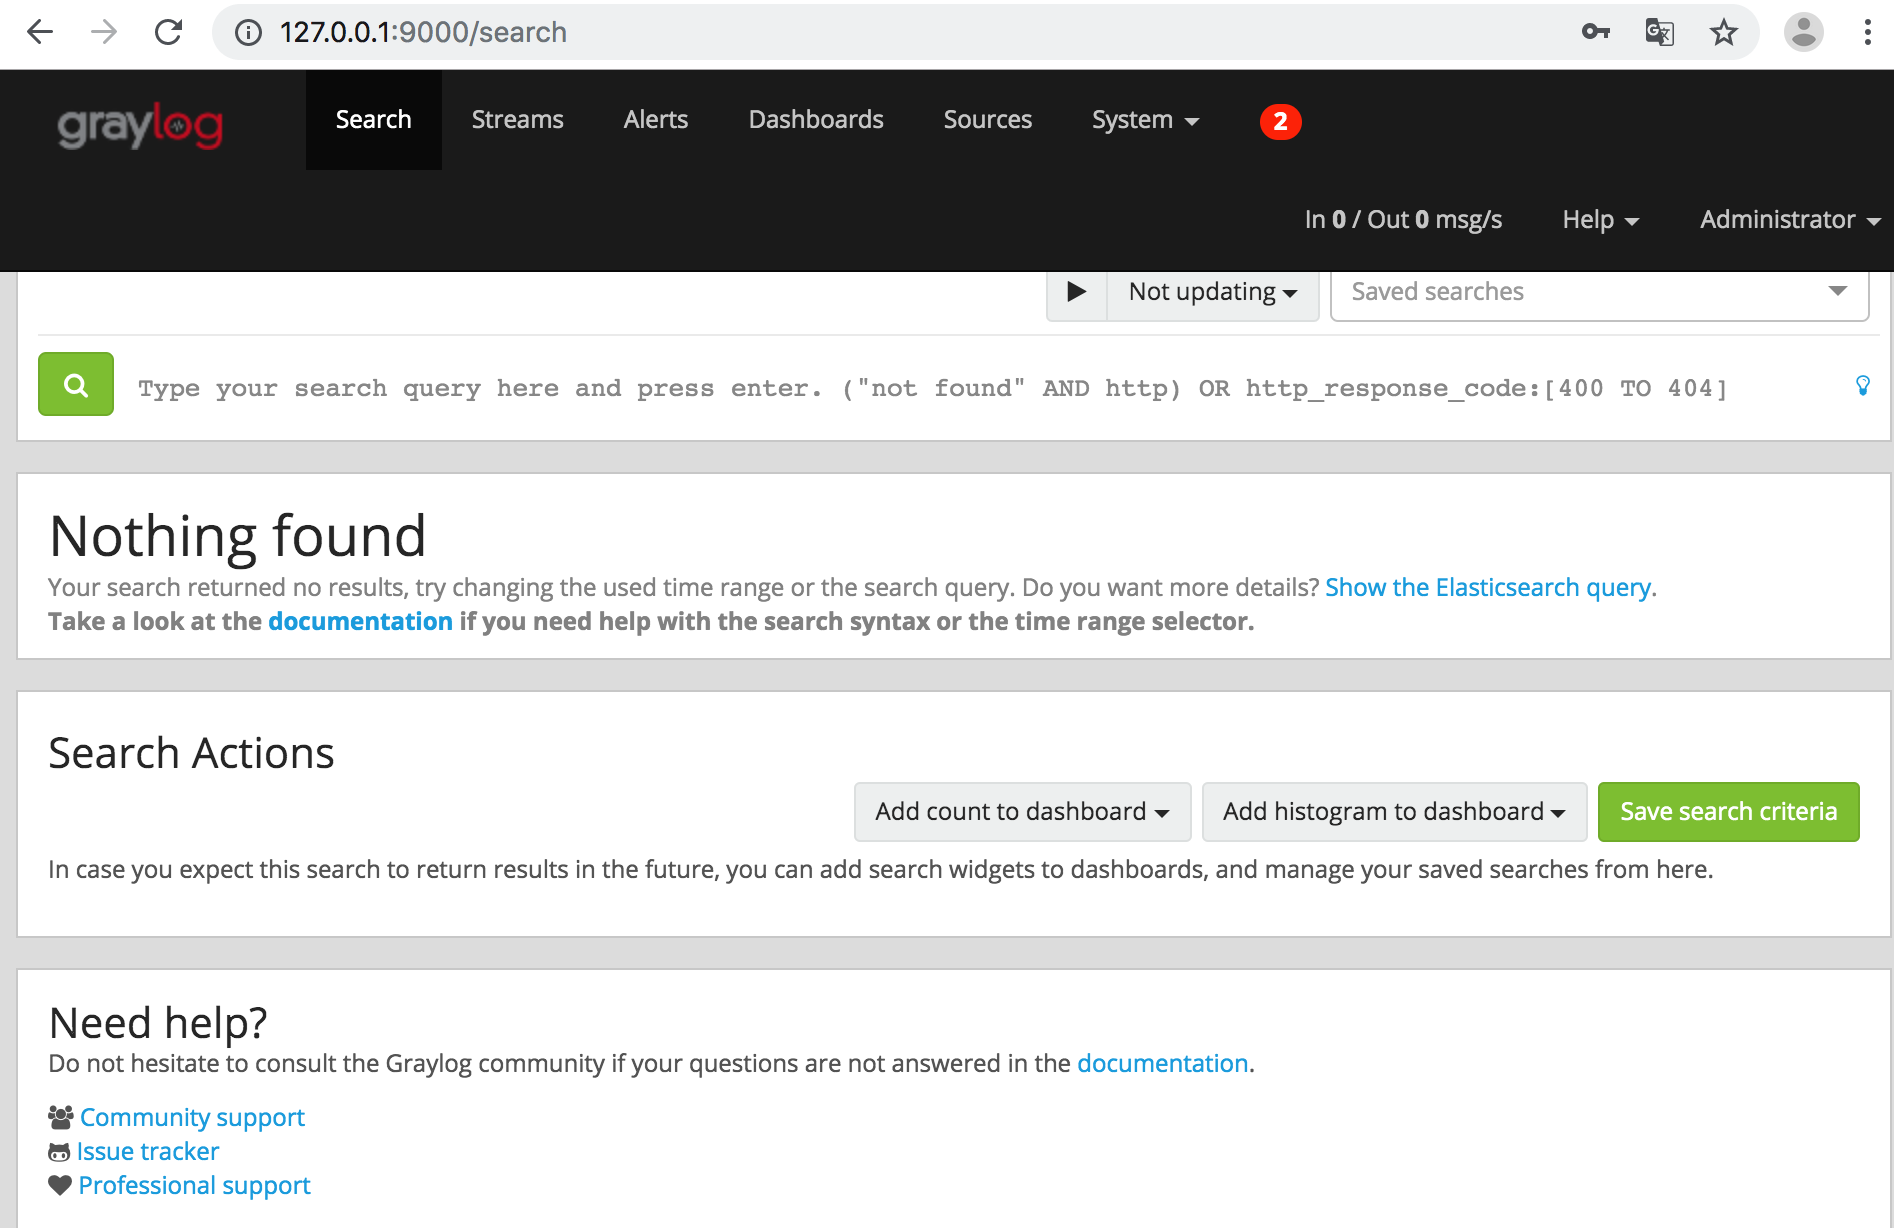 127.0.0.1:9000/search
graylog Search Streams Alerts Dashboards Sources System 2
In 0 / Out 0 msg/s Help Administrator
Not updating Saved searches
Type your search query here and press enter. ("not found" AND http) OR http_response_code:[400 TO 404]
Nothing found
Your search returned no results, try changing the used time range or the search query. Do you want more details? Show the Elasticsearch query.
Take a look at the documentation if you need help with the search syntax or the time range selector.
Search Actions
Add count to dashboard Add histogram to dashboard Save search criteria
In case you expect this search to return results in the future, you can add search widgets to dashboards, and manage your saved searches from here.
Need help?
Do not hesitate to consult the Graylog community if your questions are not answered in the documentation.
Community support
Issue tracker
Professional support